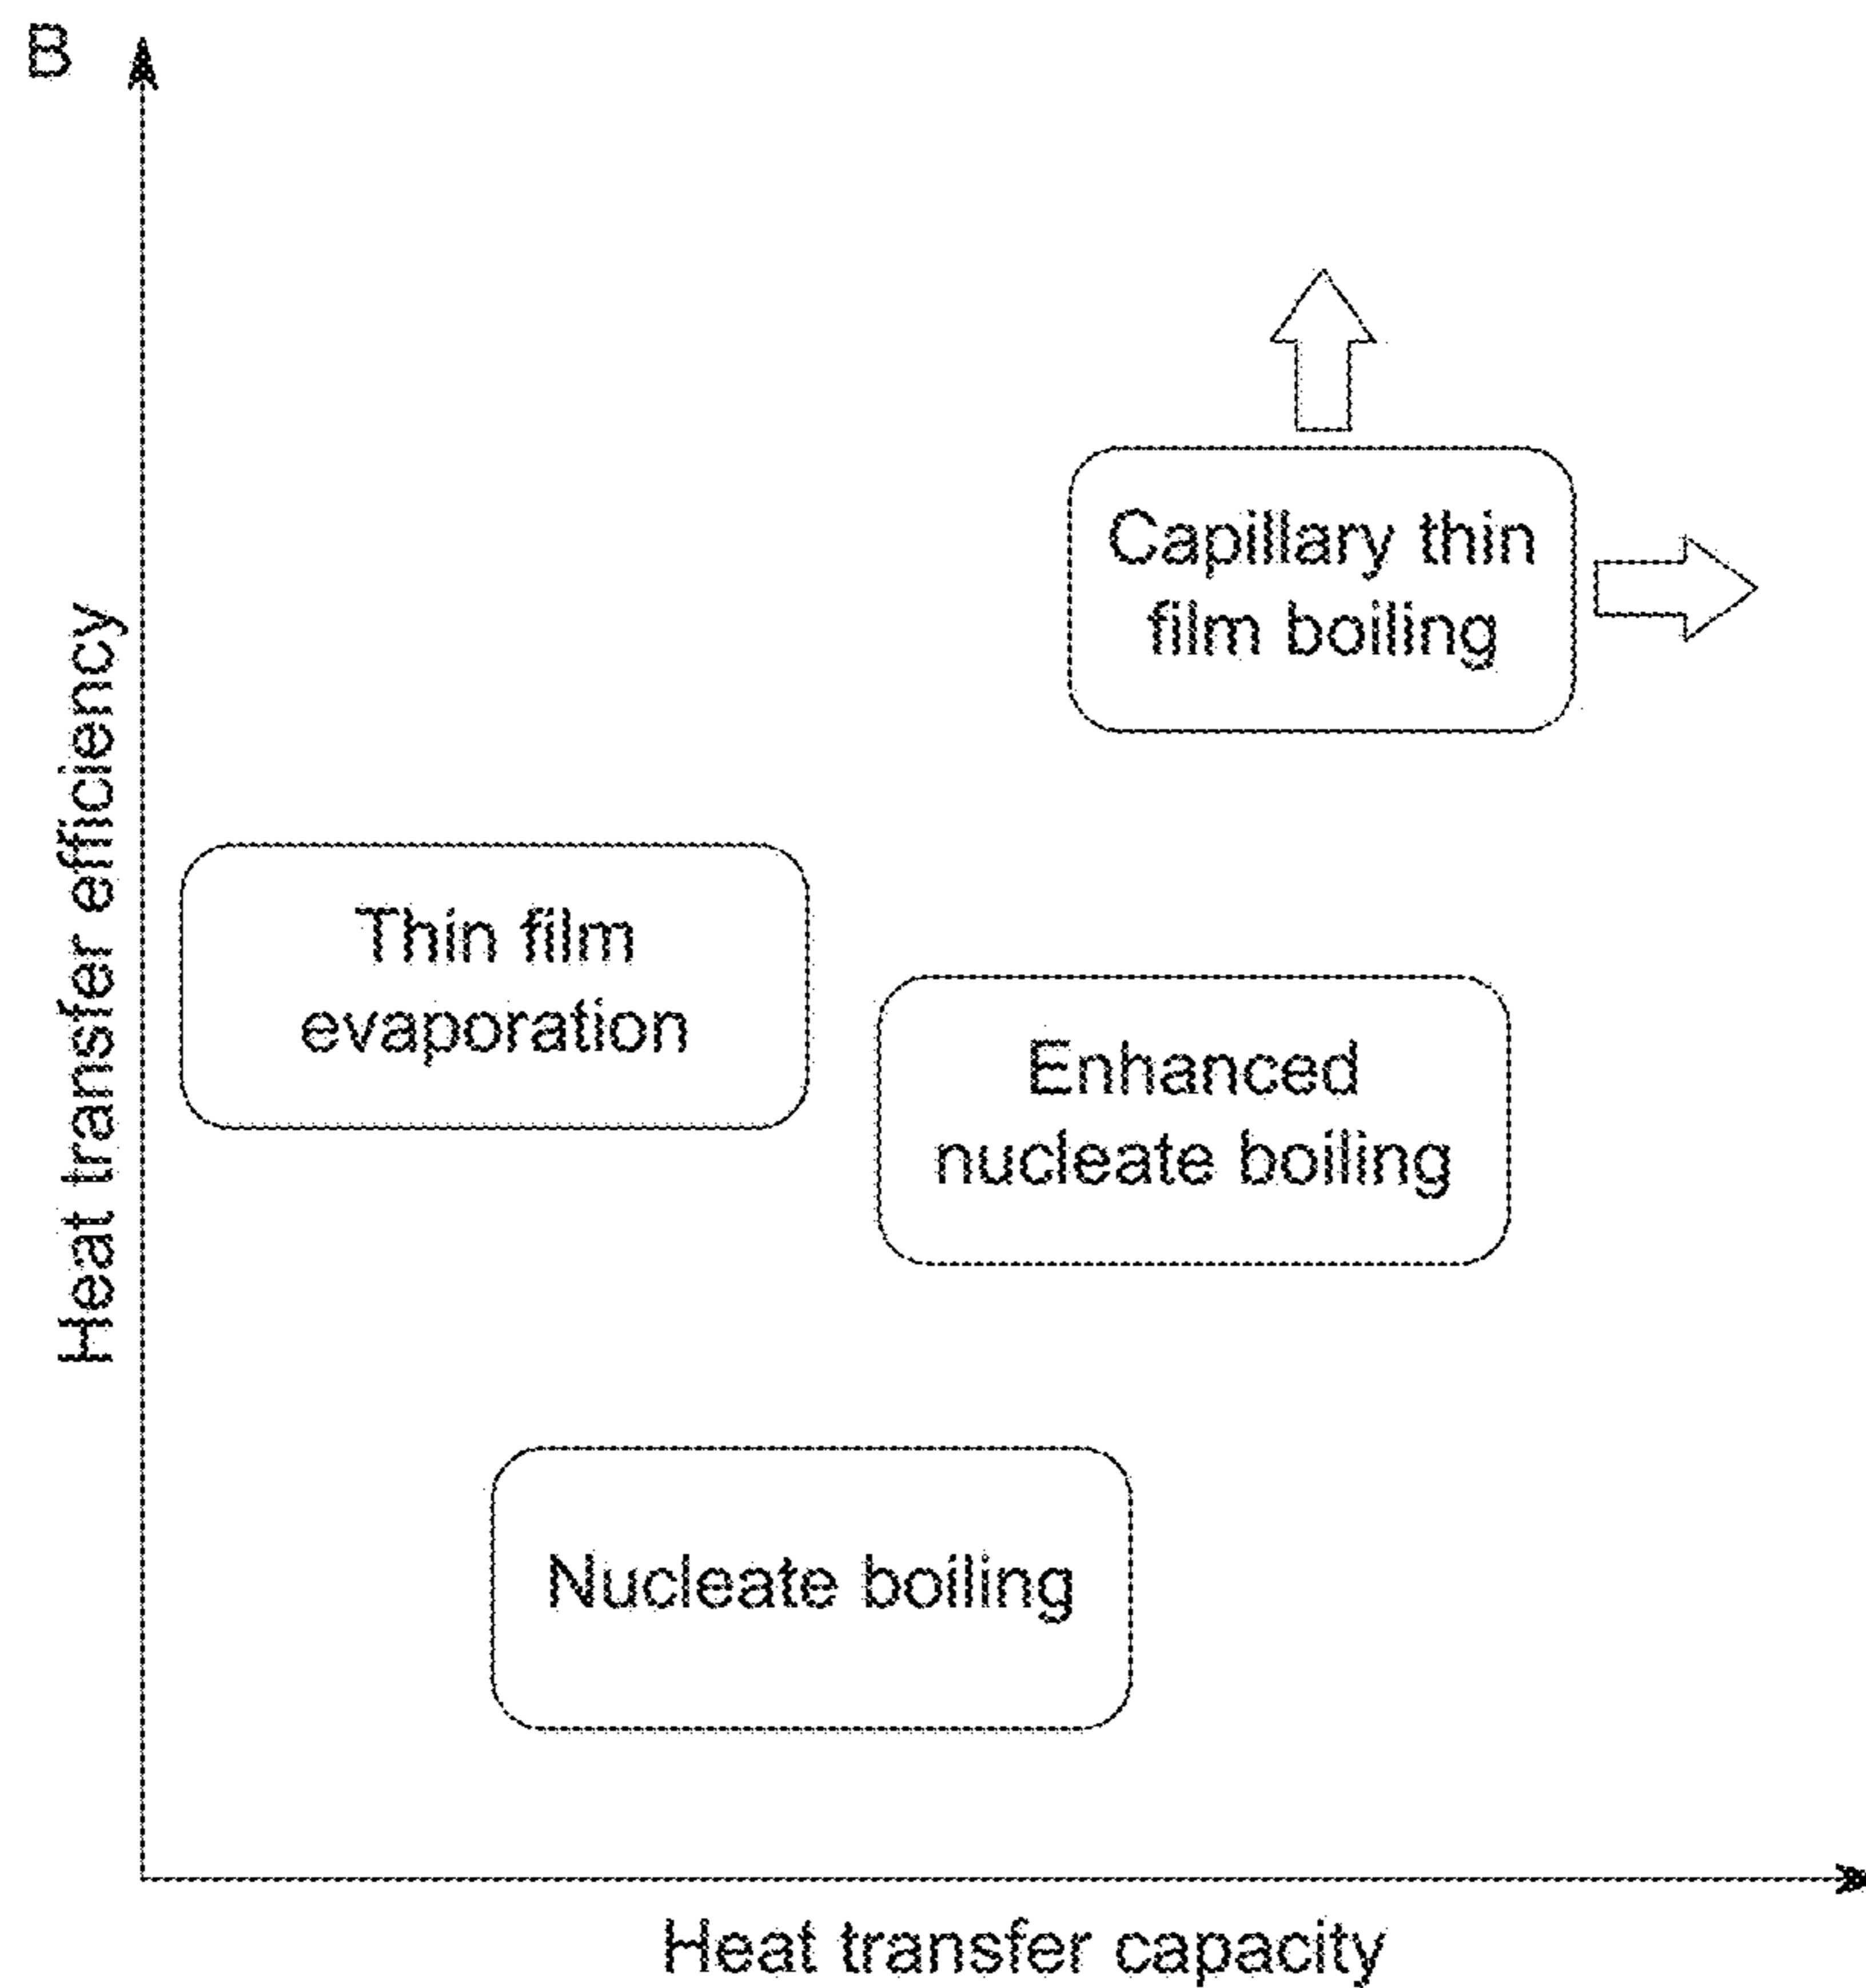 B
Heat transfer efficiency
Capillary thin
film boiling
Thin film
evaporation
Enhanced
nucleate boiling
Nucleate boiling
Heat transfer capacity